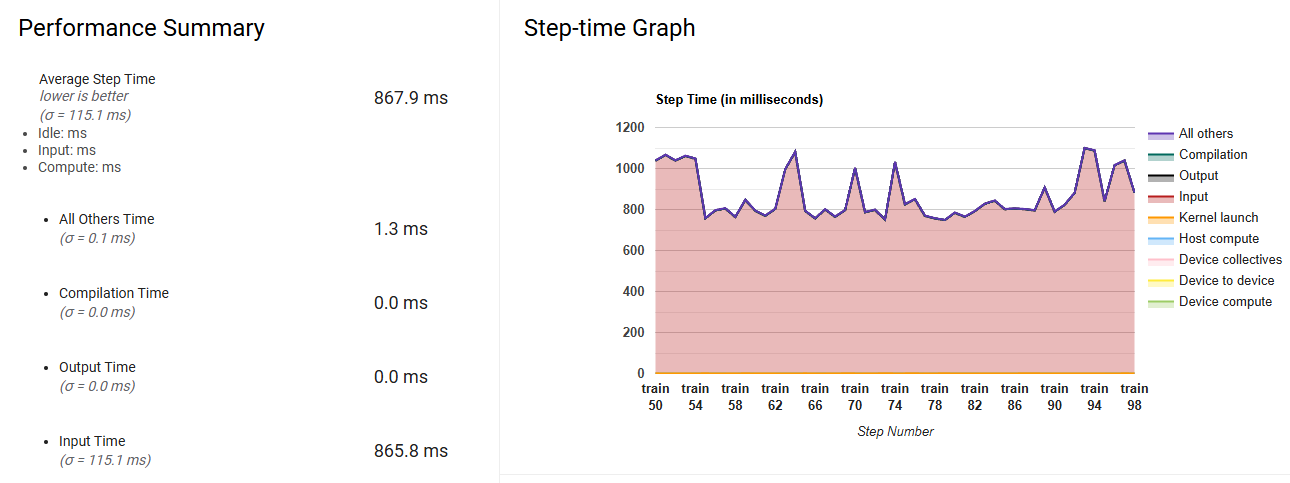 Performance Summary
Average Step Time
lower is better
(σ = 115.1 ms)
867.9 ms
• Idle: ms
• Input: ms
• Compute: ms
• All Others Time
(σ = 0.1 ms)
1.3 ms
• Compilation Time
(σ = 0.0 ms)
0.0 ms
• Output Time
(σ = 0.0 ms)
0.0 ms
• Input Time
(σ = 115.1 ms)
865.8 ms
Step-time Graph
Step Time (in milliseconds)
1200
1000
800
600
400
200
0
train 50
train 54
train 58
train 62
train 66
train 70
train 74
train 78
train 82
train 86
train 90
train 94
train 98
Step Number
All others
Compilation
Output
Input
Kernel launch
Host compute
Device collectives
Device to device
Device compute